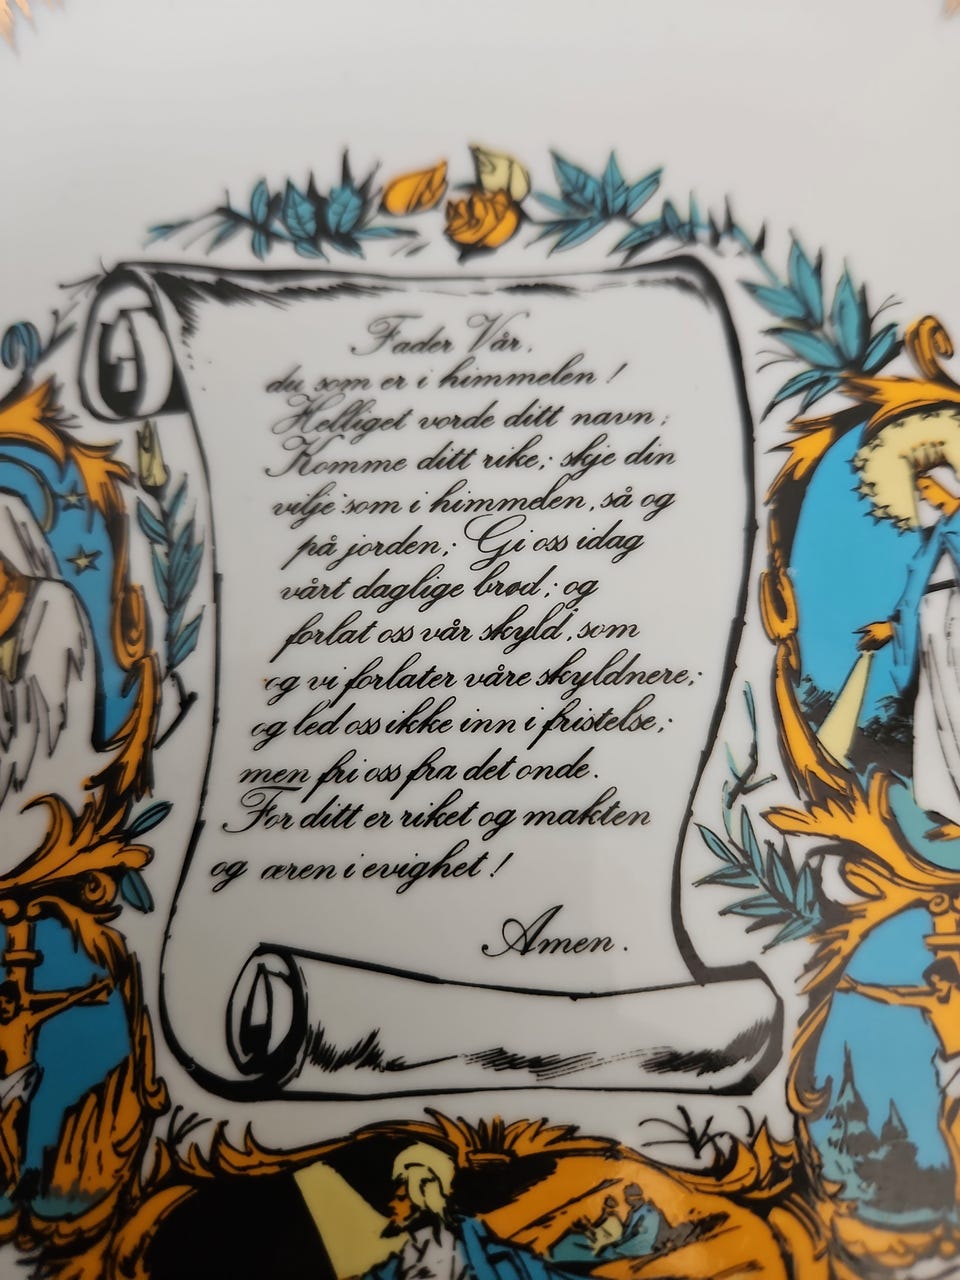 Fader Vår,
du som er i himmelen !
Helliget vorde ditt navn;
Komme ditt rike; skje din
vilje som i himmelen, så og
på jorden; Gi oss idag
vårt daglige brød; og
forlat oss vår skyld, som
og vi forlater våre skyldnere;
og led oss ikke inn i fristelse;
men fri oss fra det onde.
For ditt er riket og makten
og æren i evighet !
Amen.